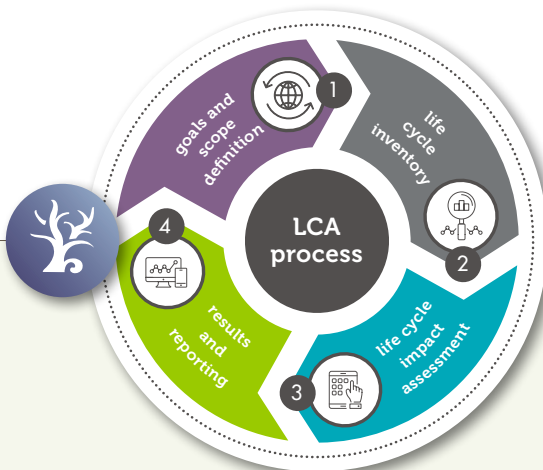 LCA
process
1
goals and
scope
definition
life
cycle
inventory
2
life cycle
impact
assessment
3
4
results
and
reporting